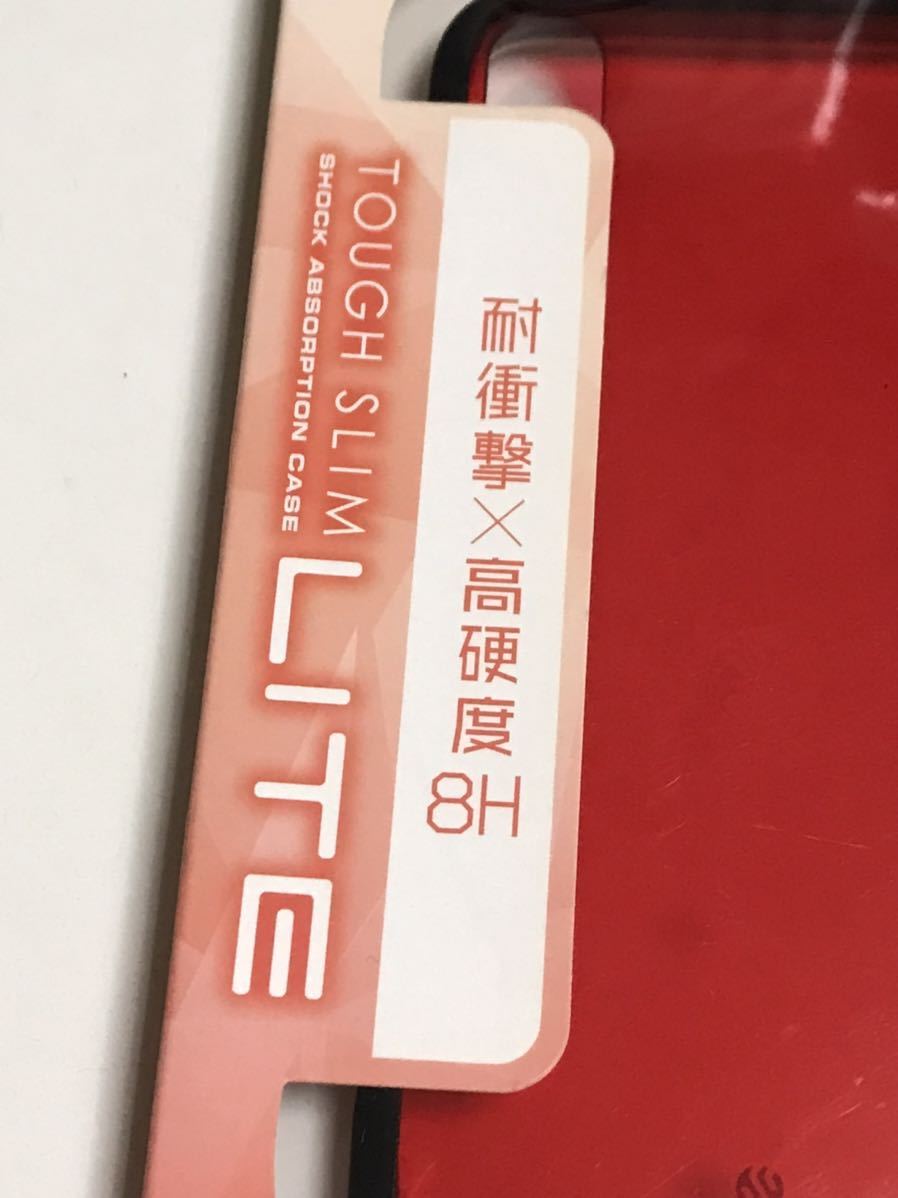 耐衝撃×高硬度
8H
TOUGH SLIM
SHOCK ABSORPTION CASE
LITE